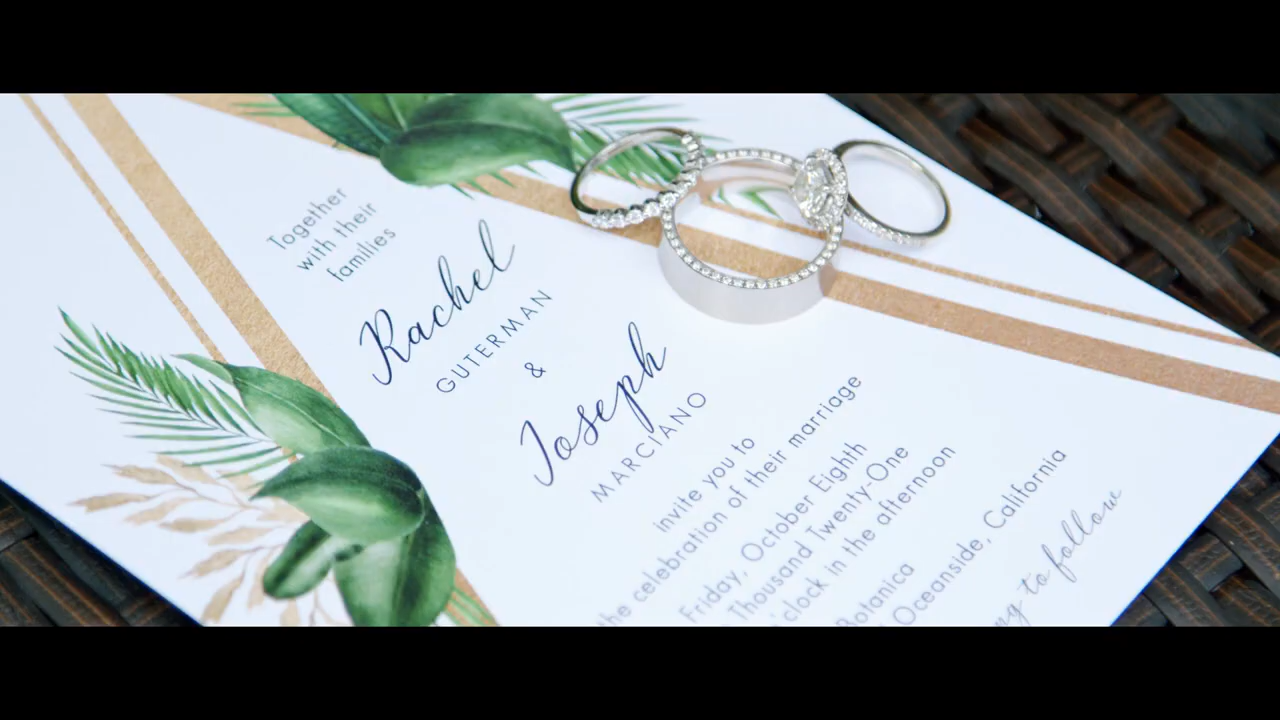 Together
with their
families
Rachel
GUTERMAN
&
Joseph
MARCIANO
invite you to
the celebration of their marriage
Friday, October Eighth
Thousand Twenty-One
o'clock in the afternoon
Botanica
Oceanside, California
to follow